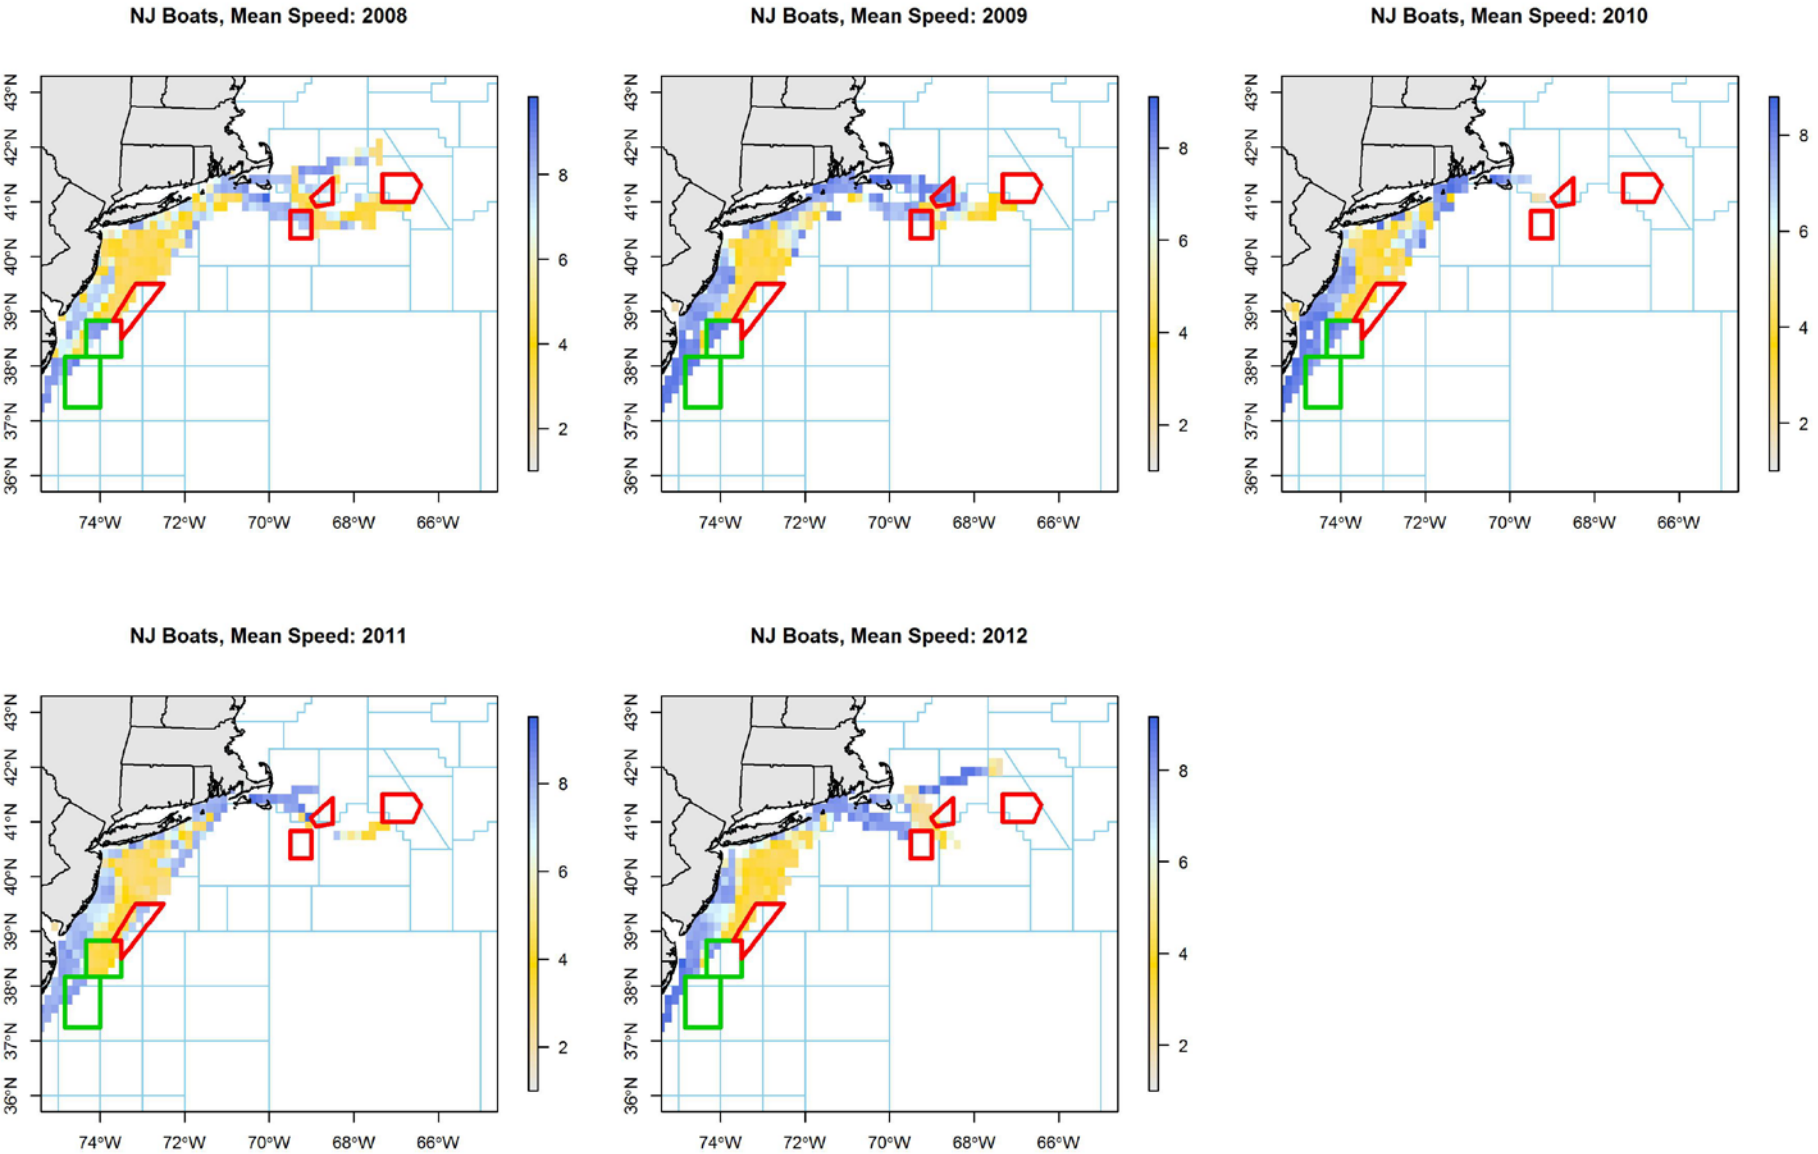 NJ Boats, Mean Speed: 2008
NJ Boats, Mean Speed: 2009
NJ Boats, Mean Speed: 2010
43°N
42°N
41°N
40°N
39°N
38°N
37°N
36°N
74°W 72°W 70°W 68°W 66°W
8
6
4
2
43°N
42°N
41°N
40°N
39°N
38°N
37°N
36°N
74°W 72°W 70°W 68°W 66°W
8
6
4
2
43°N
42°N
41°N
40°N
39°N
38°N
37°N
36°N
74°W 72°W 70°W 68°W 66°W
8
6
4
2
NJ Boats, Mean Speed: 2011
NJ Boats, Mean Speed: 2012
43°N
42°N
41°N
40°N
39°N
38°N
37°N
36°N
74°W 72°W 70°W 68°W 66°W
8
6
4
2
43°N
42°N
41°N
40°N
39°N
38°N
37°N
36°N
74°W 72°W 70°W 68°W 66°W
8
6
4
2